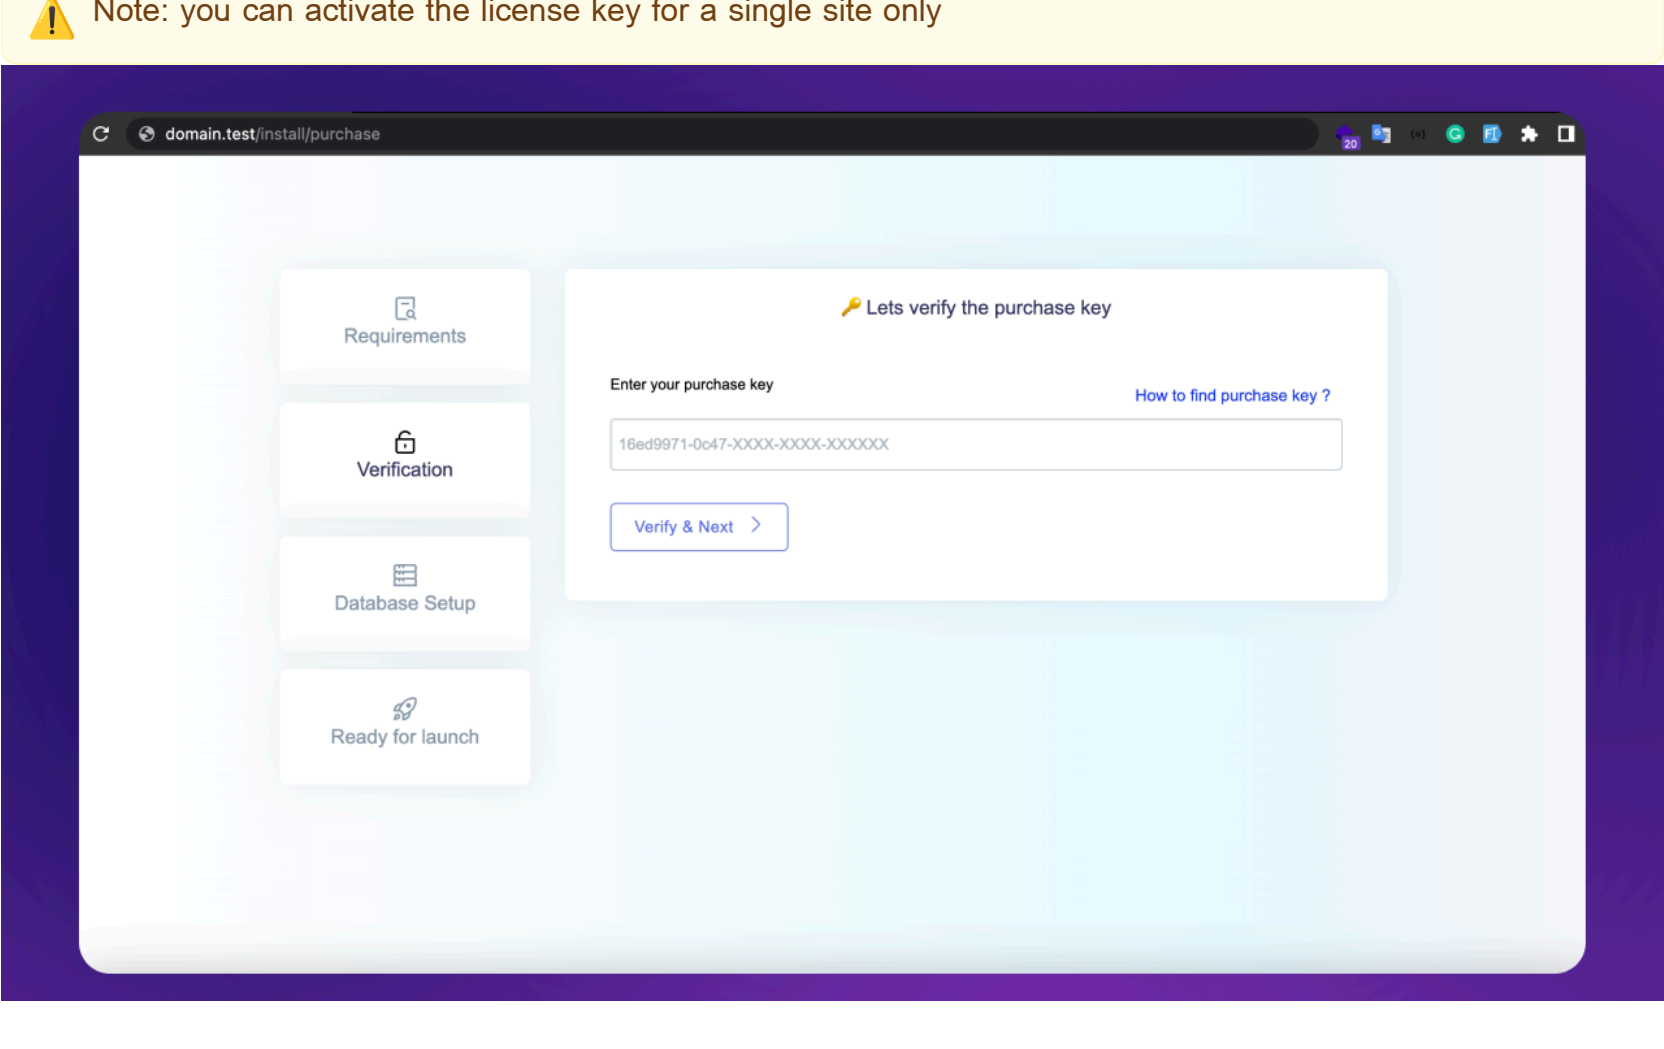 Note: you can activate the license key for a single site only
domain.test/install/purchase
20
Requirements
Verification
Database Setup
Ready for launch
🔑 Lets verify the purchase key
Enter your purchase key
How to find purchase key ?
16ed9971-0c47-XXXX-XXXX-XXXXXX
Verify & Next